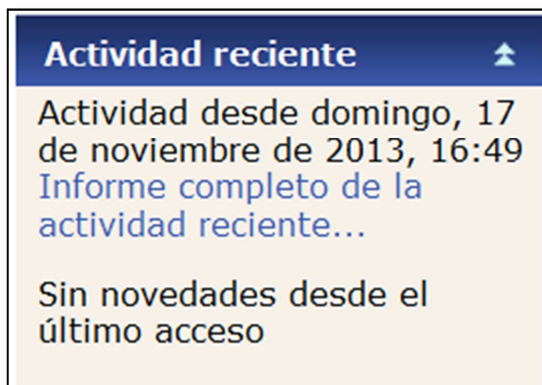 Actividad reciente
Actividad desde domingo, 17
de noviembre de 2013, 16:49
Informe completo de la
actividad reciente...
Sin novedades desde el
último acceso